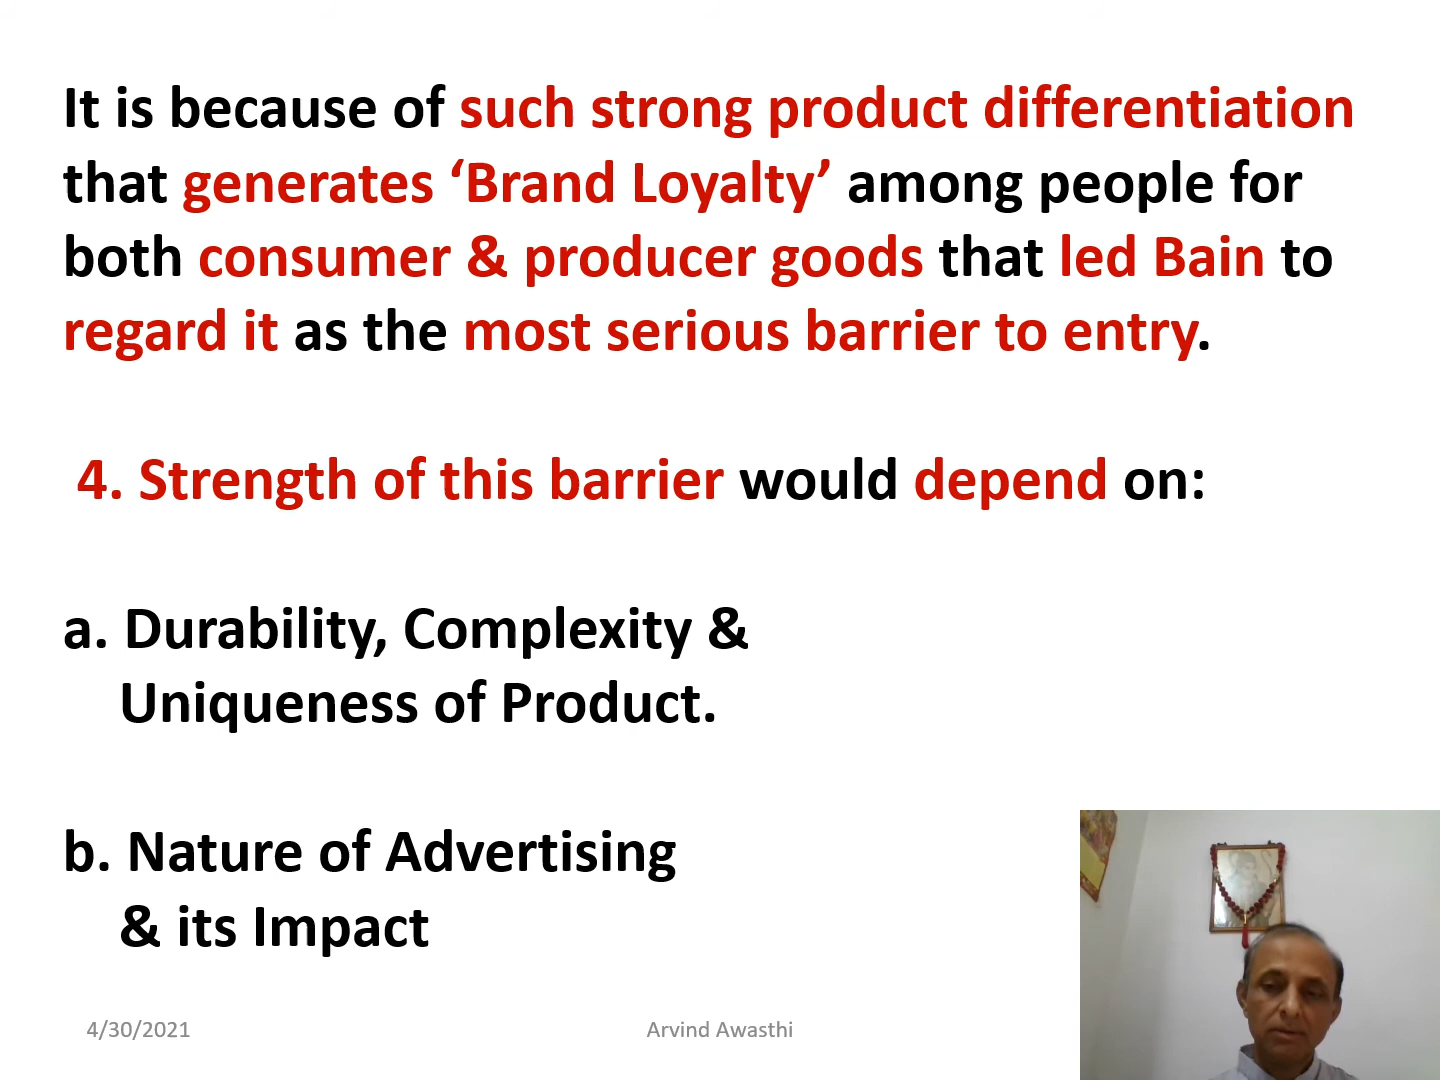 It is because of such strong product differentiation
that generates ‘Brand Loyalty’ among people for
both consumer & producer goods that led Bain to
regard it as the most serious barrier to entry.
4. Strength of this barrier would depend on:
a. Durability, Complexity &
Uniqueness of Product.
b. Nature of Advertising
& its Impact
4/30/2021
Arvind Awasthi